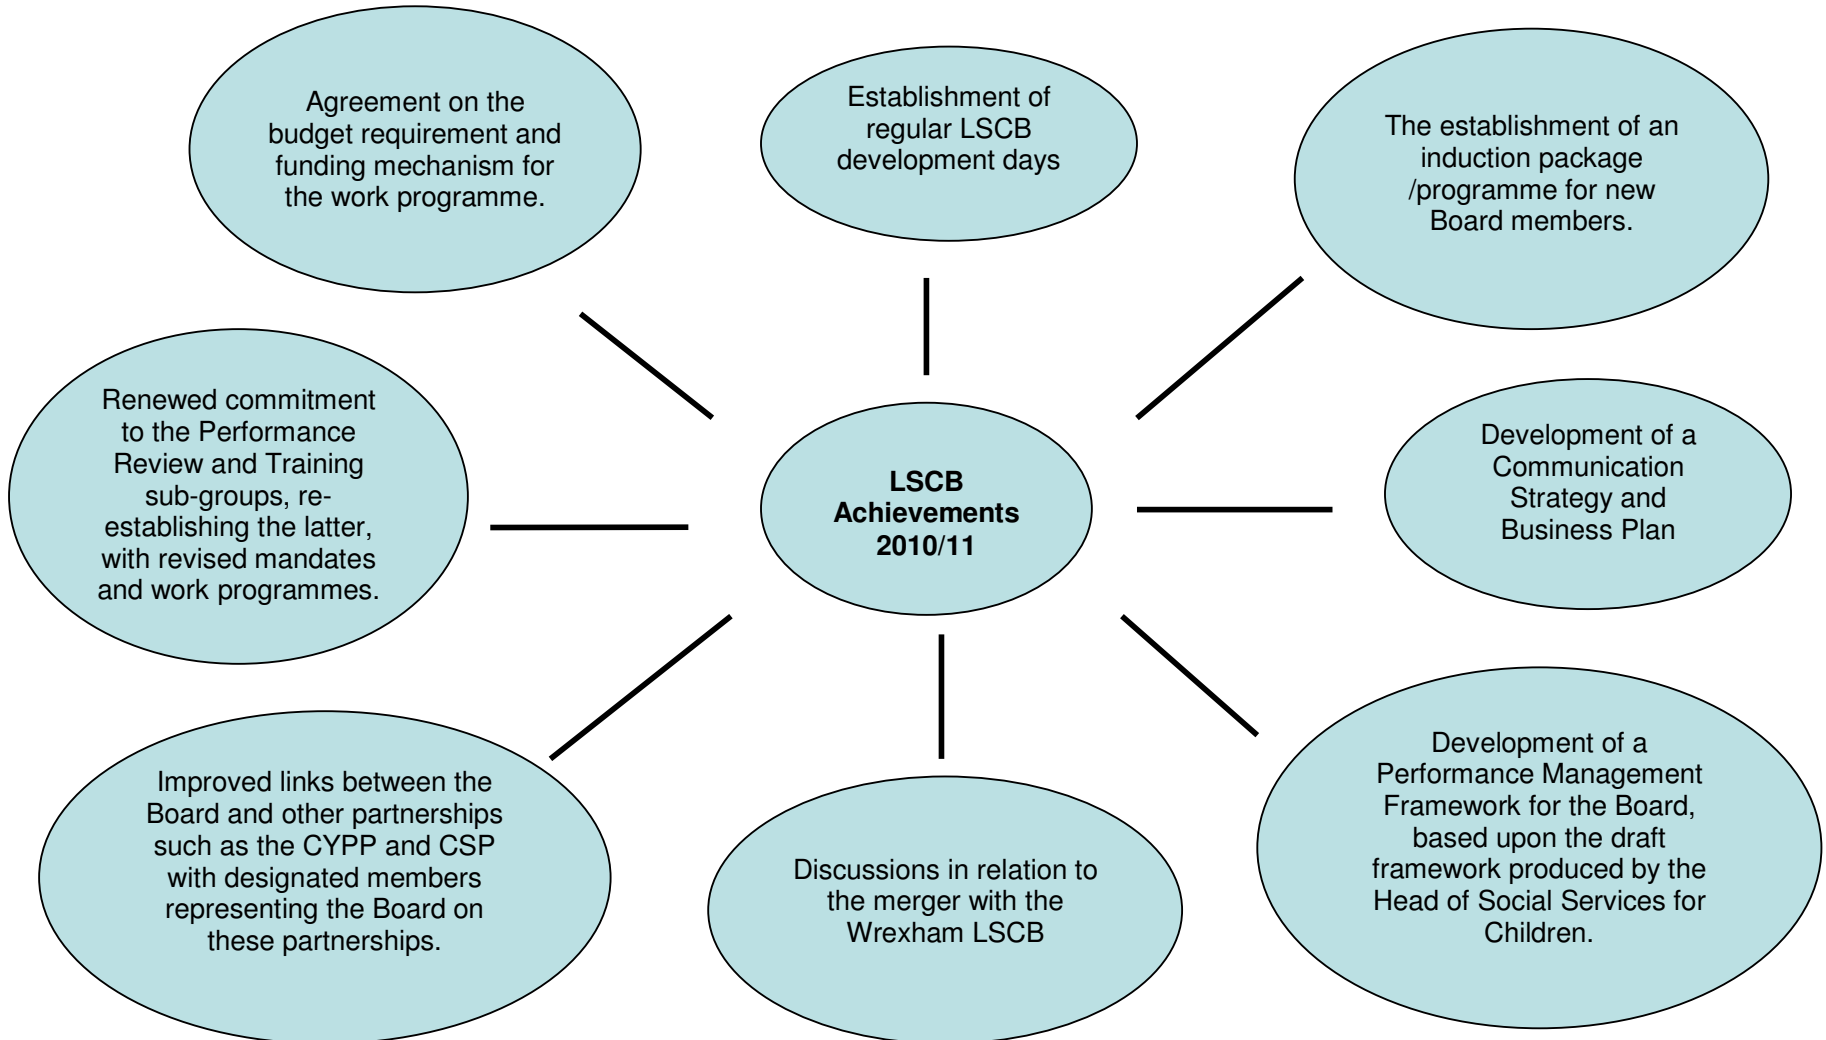 Agreement on the
budget requirement and
funding mechanism for
the work programme.
Establishment of
regular LSCB
development days
The establishment of an
induction package
/programme for new
Board members.
Renewed commitment
to the Performance
Review and Training
sub-groups, re-
establishing the latter,
with revised mandates
and work programmes.
LSCB
Achievements
2010/11
Development of a
Communication
Strategy and
Business Plan
Improved links between the
Board and other partnerships
such as the CYPP and CSP
with designated members
representing the Board on
these partnerships.
Discussions in relation to
the merger with the
Wrexham LSCB
Development of a
Performance Management
Framework for the Board,
based upon the draft
framework produced by the
Head of Social Services for
Children.